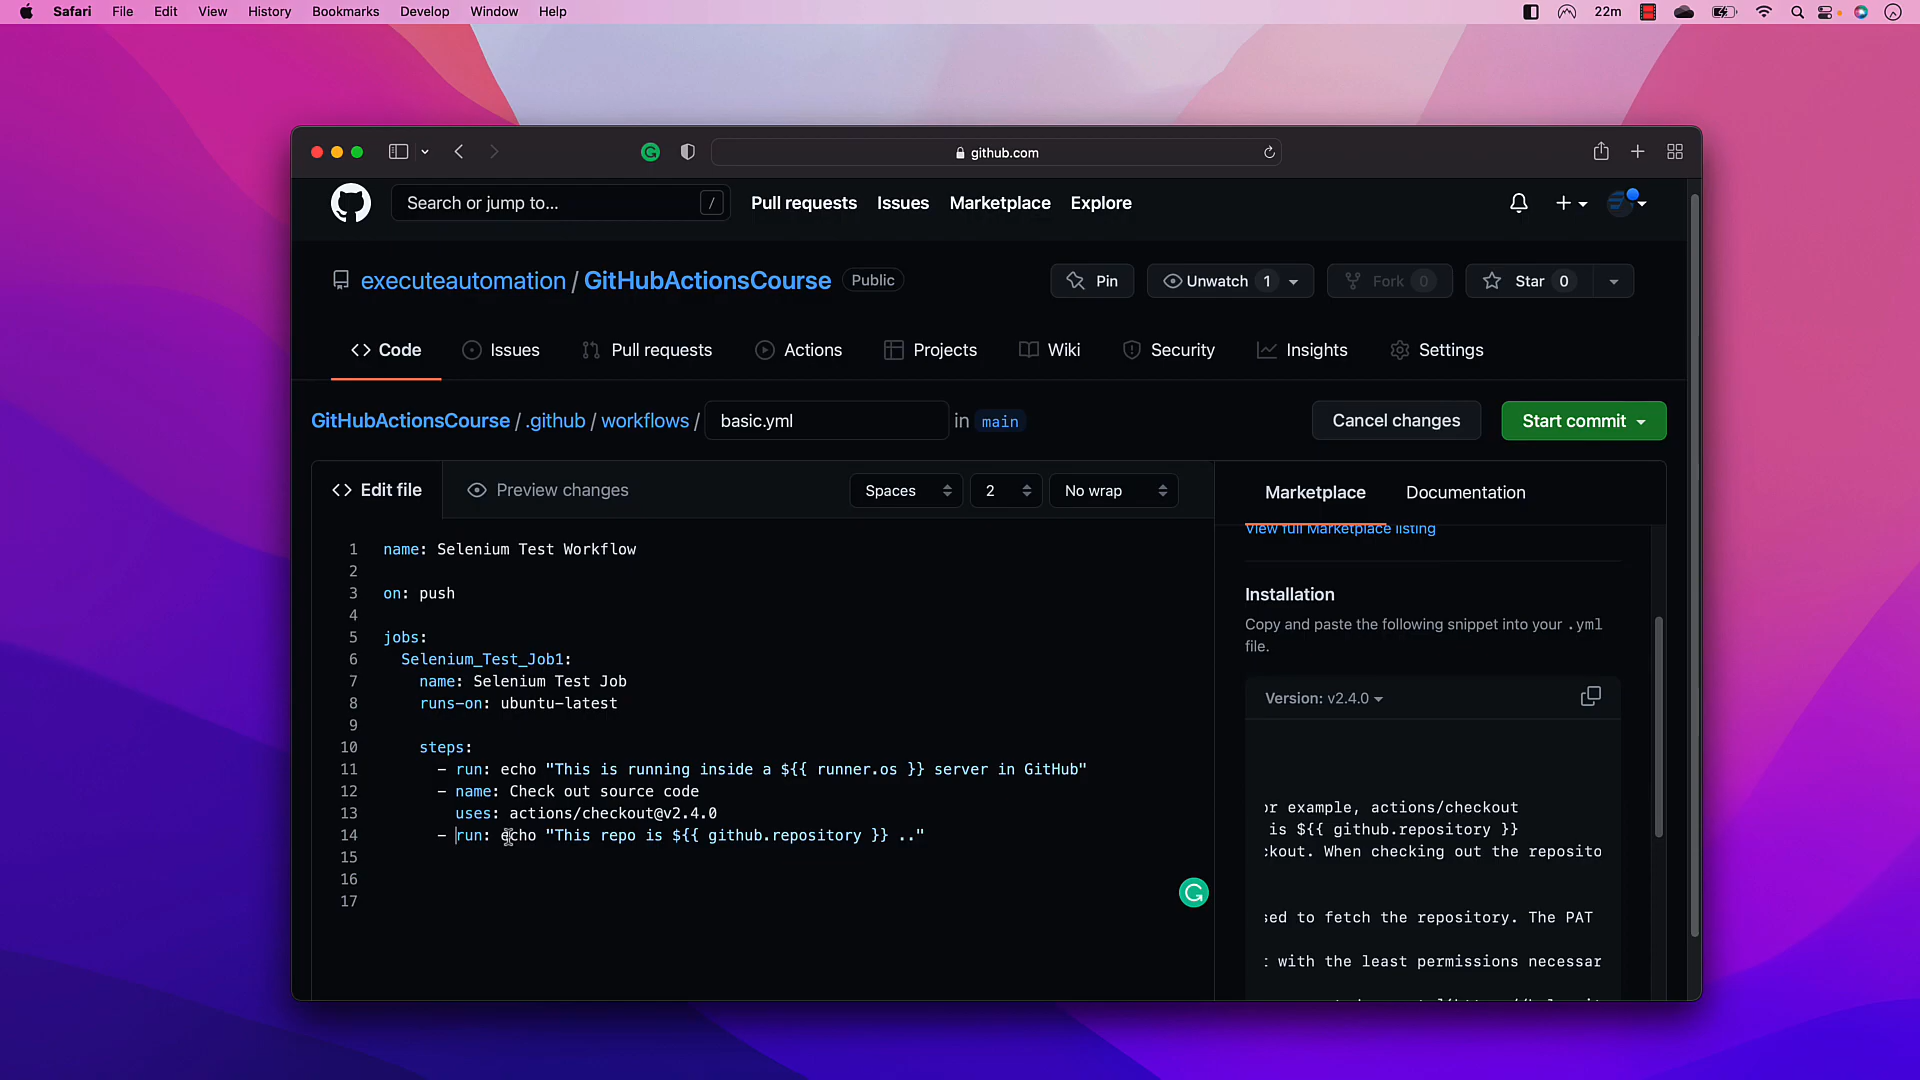 Safari File Edit View History Bookmarks Develop Window Help 22m
github.com
Search or jump to... / Pull requests Issues Marketplace Explore
executeautomation / GitHubActionsCourse Public Pin Unwatch 1 Fork 0 Star 0
Code Issues Pull requests Actions Projects Wiki Security Insights Settings
GitHubActionsCourse / .github / workflows / basic.yml in main Cancel changes Start commit
Edit file Preview changes Spaces 2 No wrap
Marketplace Documentation
View full Marketplace listing
1 name: Selenium Test Workflow
2
3 on: push
4
5 jobs:
6 Selenium_Test_Job1:
7 name: Selenium Test Job
8 runs-on: ubuntu-latest
9
10 steps:
11 - run: echo "This is running inside a ${{ runner.os }} server in GitHub"
12 - name: Check out source code
13 uses: actions/checkout@v2.4.0
14 - run: echo "This repo is ${{ github.repository }} .."
15
16
17
Installation
Copy and paste the following snippet into your .yml
file.
Version: v2.4.0
or example, actions/checkout
is ${{ github.repository }}
ckout. When checking out the reposito
sed to fetch the repository. The PAT
with the least permissions necessar